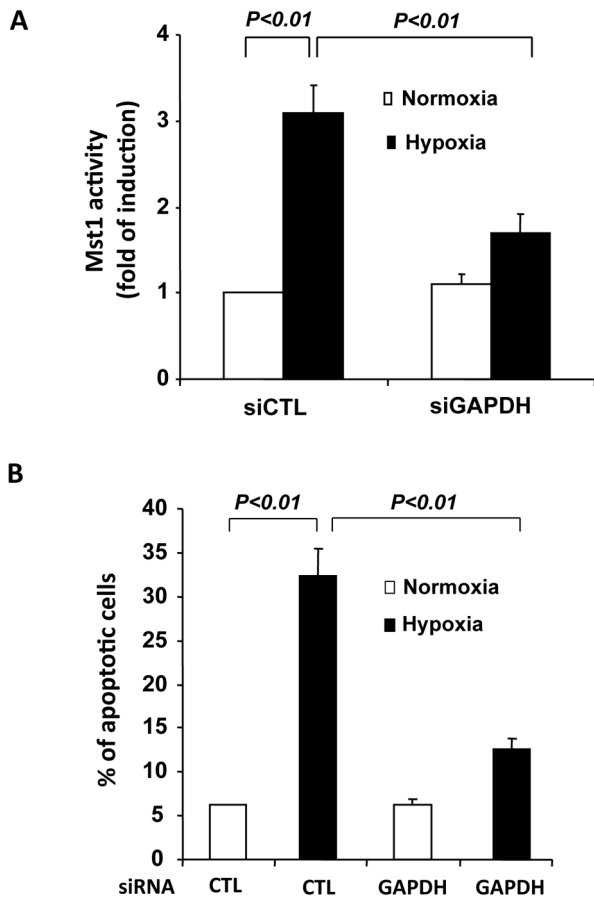 A
P<0.01 P<0.01
4
Normoxia
3
Hypoxia
Mst1 activity
(fold of induction)
2
1
0
siCTL siGAPDH
B
P<0.01 P<0.01
40
35
Normoxia
30
Hypoxia
25
% of apoptotic cells
20
15
10
5
0
siRNA CTL CTL GAPDH GAPDH